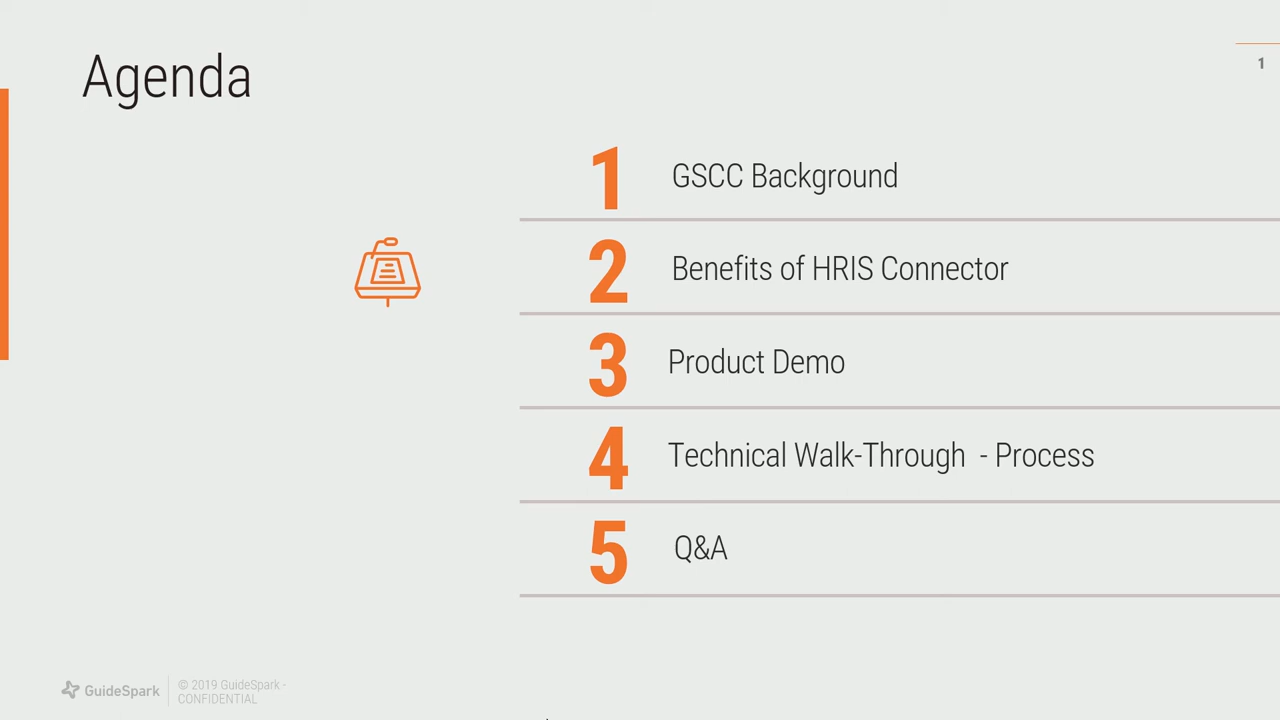 Agenda
1
1 GSCC Background
2 Benefits of HRIS Connector
3 Product Demo
4 Technical Walk-Through - Process
5 Q&A
GuideSpark
© 2019 GuideSpark -
CONFIDENTIAL